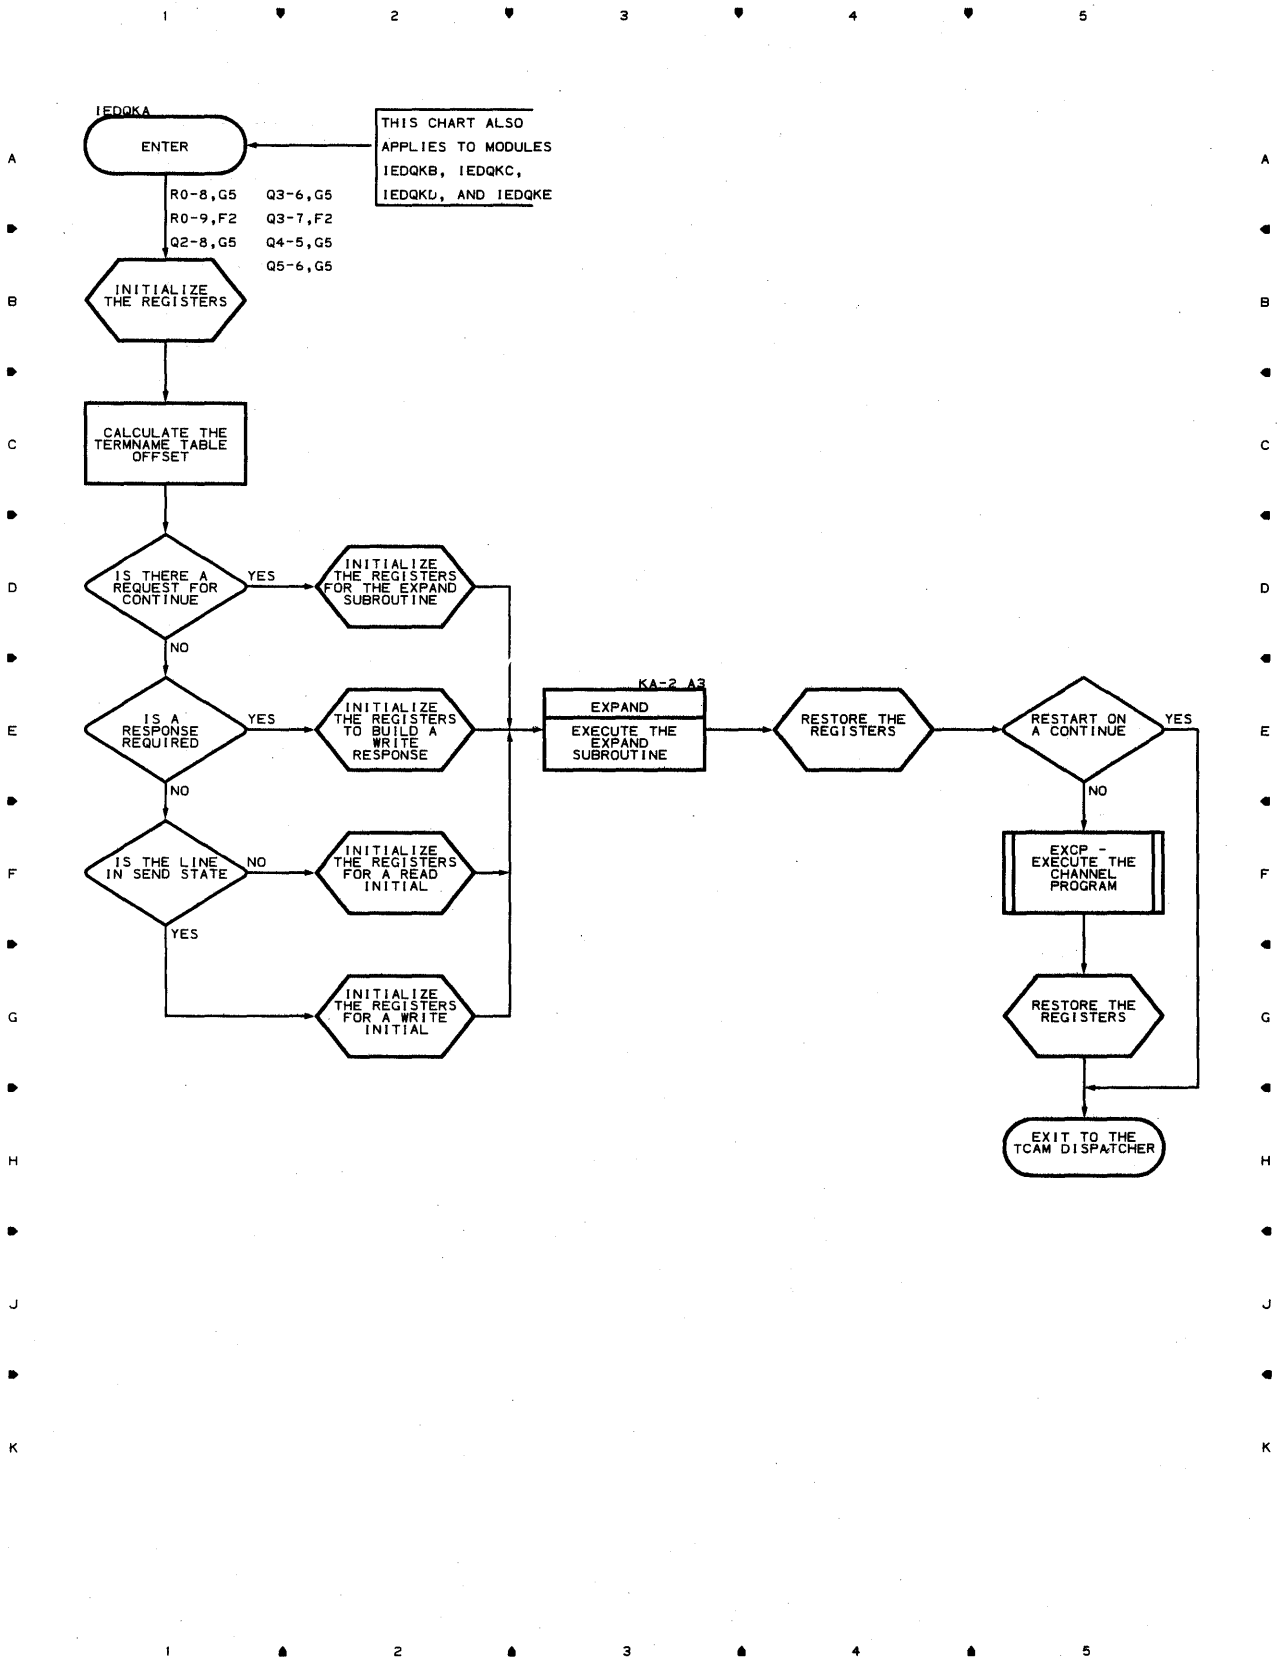 1 2 3 4 5
IEDQKA
ENTER
THIS CHART ALSO
APPLIES TO MODULES
IEDQKB, IEDQKC,
IEDQKD, AND IEDQKE
A A
R0-8,G5 Q3-6,G5
R0-9,F2 Q3-7,F2
Q2-8,G5 Q4-5,G5
Q5-6,G5
INITIALIZE
THE REGISTERS
B B
CALCULATE THE
TERMNAME TABLE
OFFSET
C C
IS THERE A
REQUEST FOR
CONTINUE
YES
NO
INITIALIZE
THE REGISTERS
FOR THE EXPAND
SUBROUTINE
D D
IS A
RESPONSE
REQUIRED
YES
NO
INITIALIZE
THE REGISTERS
TO BUILD A
WRITE
RESPONSE
KA-2 A3
EXPAND
EXECUTE THE
EXPAND
SUBROUTINE
RESTORE THE
REGISTERS
RESTART ON
A CONTINUE
YES
NO
E E
IS THE LINE
IN SEND STATE
NO
YES
INITIALIZE
THE REGISTERS
FOR A READ
INITIAL
EXCP -
EXECUTE THE
CHANNEL
PROGRAM
F F
INITIALIZE
THE REGISTERS
FOR A WRITE
INITIAL
RESTORE THE
REGISTERS
G G
EXIT TO THE
TCAM DISPATCHER
H H
J J
K K
1 2 3 4 5